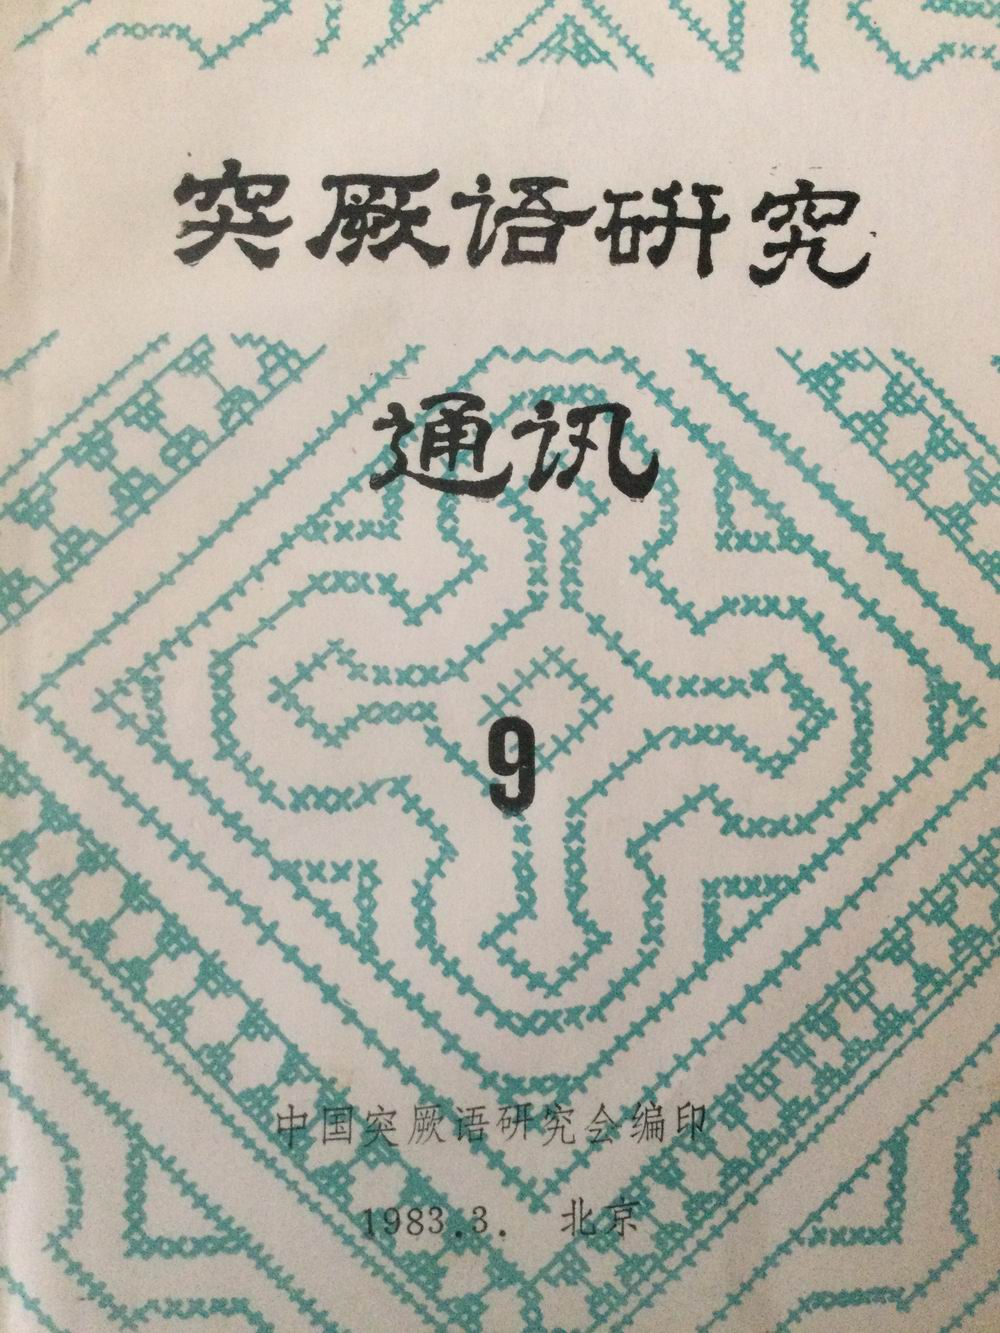 突厥语研究
通讯
9
中国突厥语研究会编印
1983.3. 北京